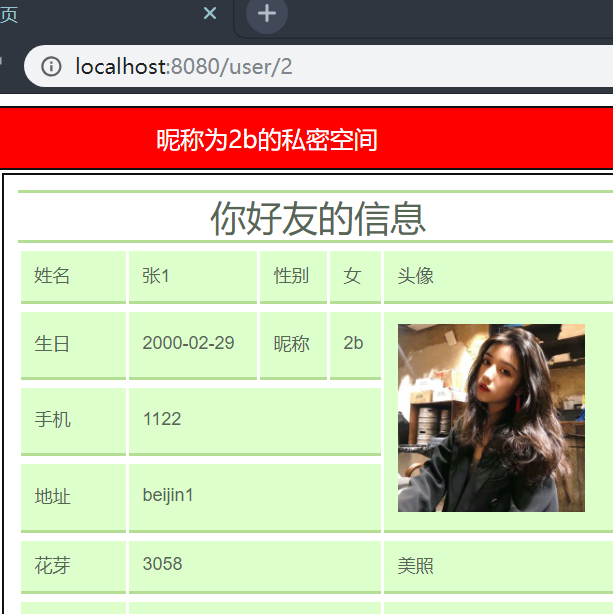 页
localhost:8080/user/2
昵称为2b的私密空间
你好友的信息
姓名 张1 性别 女 头像
生日 2000-02-29 昵称 2b
手机 1122
地址 beijin1
花芽 3058 美照